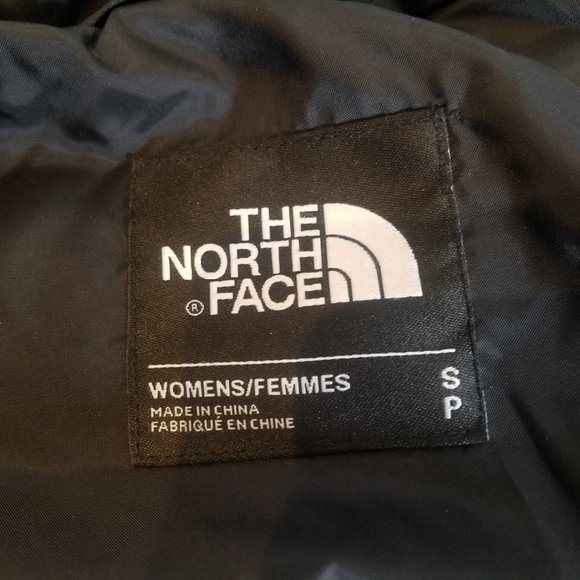 THE
NORTH
® FACE
WOMENS/FEMMES S
MADE IN CHINA P
FABRIQUÉ EN CHINE